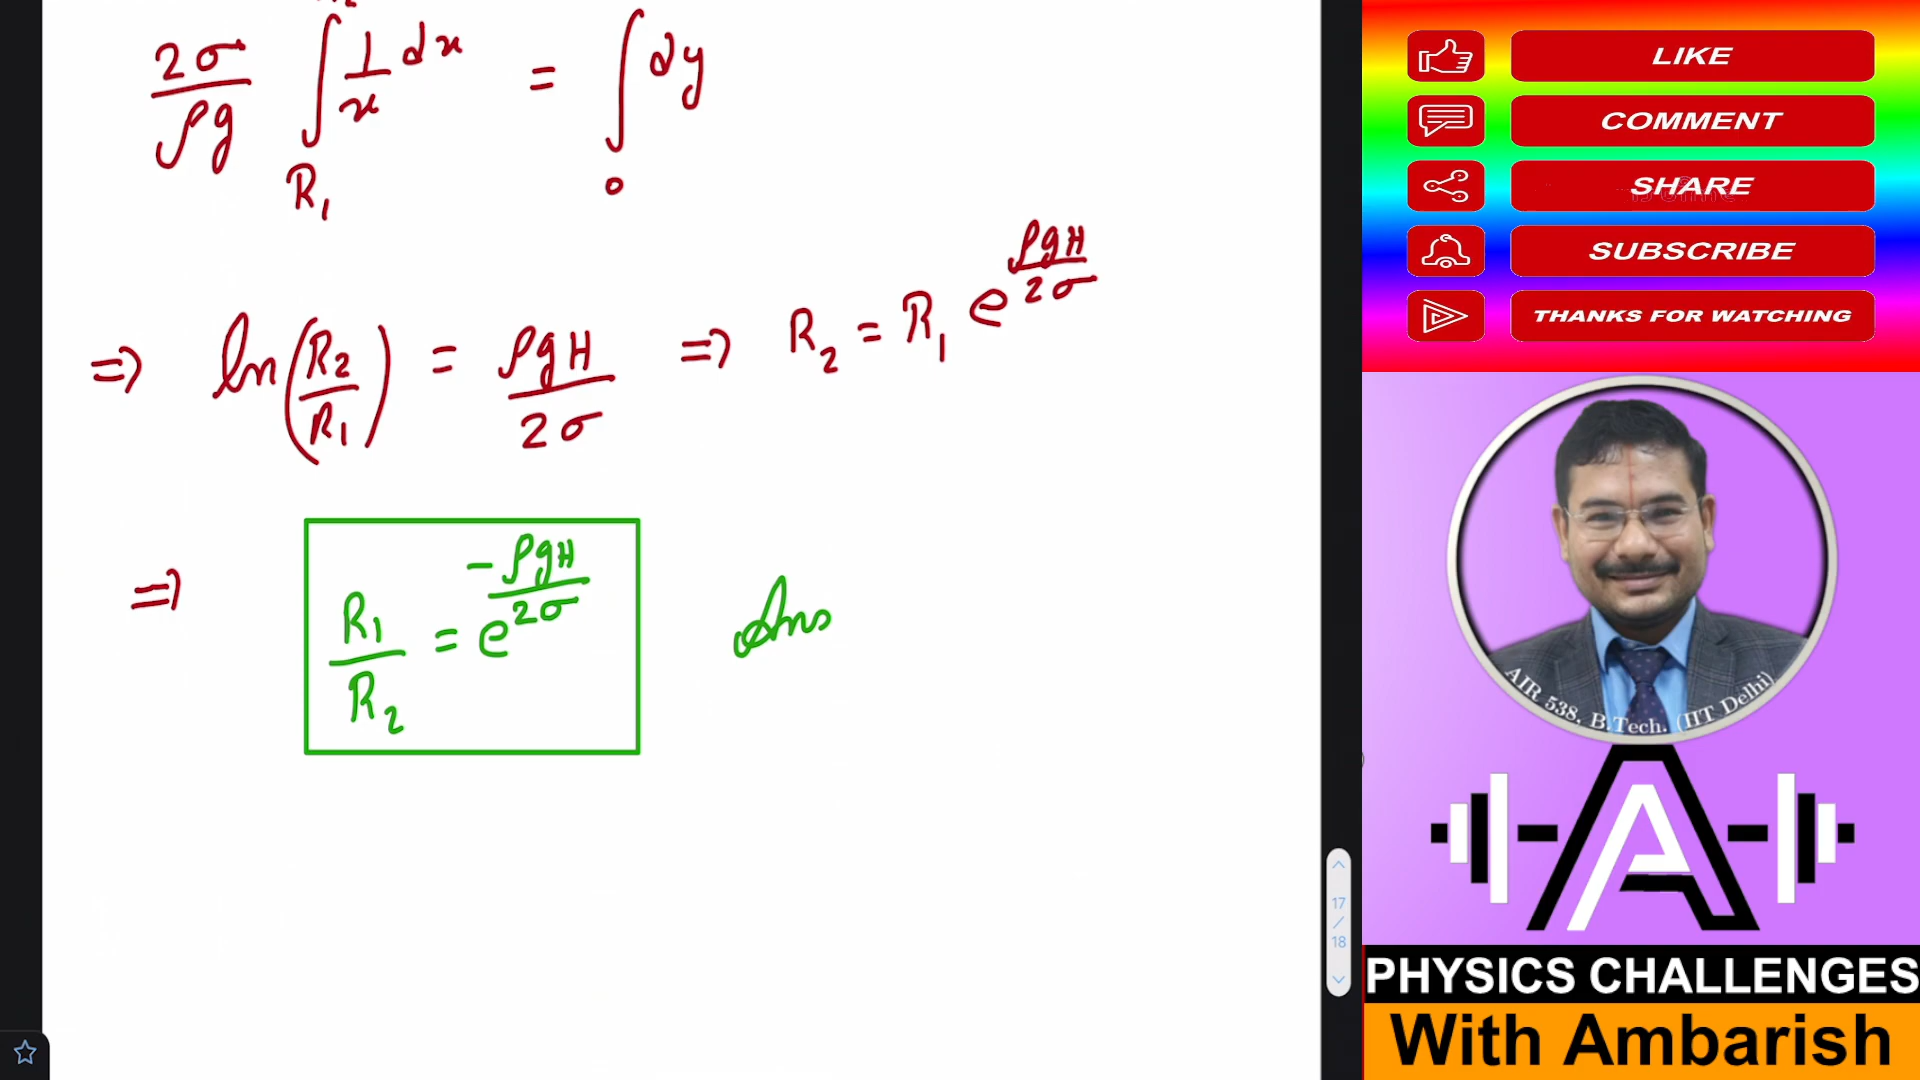 2σ/ρg ∫ 1/x dx = ∫ dy
R₁ 0
⇒ ln(R₂/R₁) = ρgH/2σ ⇒ R₂ = R₁ e^(ρgH/2σ)
⇒ R₁/R₂ = e^(-ρgH/2σ) Ans
17
/
18
LIKE
COMMENT
SHARE
SUBSCRIBE
THANKS FOR WATCHING
AIR 538, B.Tech. (IIT Delhi)
A
PHYSICS CHALLENGES
With Ambarish